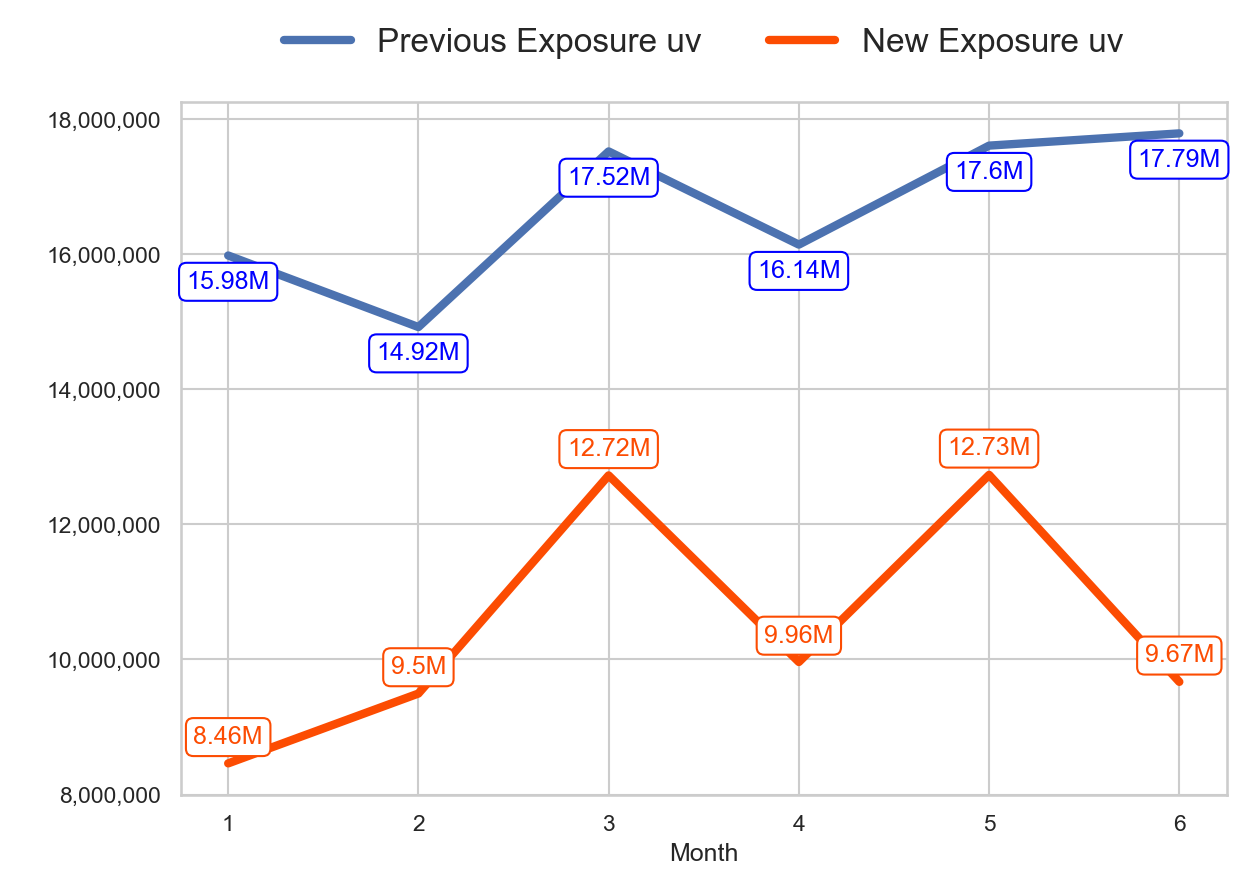 Previous Exposure uv New Exposure uv
18,000,000
17.52M
17.6M
17.79M
16,000,000
15.98M
16.14M
14.92M
14,000,000
12.72M
12.73M
12,000,000
9.96M
9.5M
9.67M
10,000,000
8.46M
8,000,000
1 2 3 4 5 6
Month